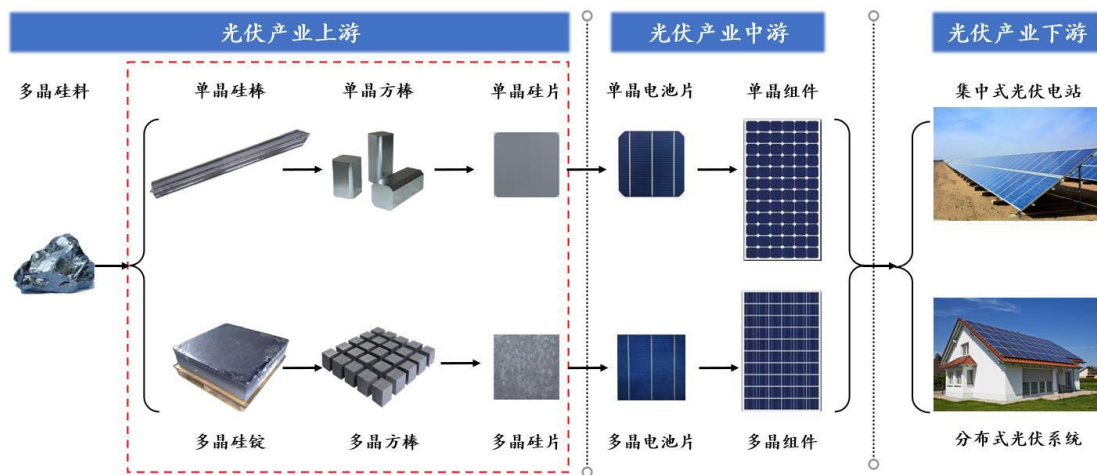 光伏产业上游
光伏产业中游
光伏产业下游
多晶硅料
单晶硅棒
单晶方棒
单晶硅片
单晶电池片
单晶组件
集中式光伏电站
多晶硅锭
多晶方棒
多晶硅片
多晶电池片
多晶组件
分布式光伏系统